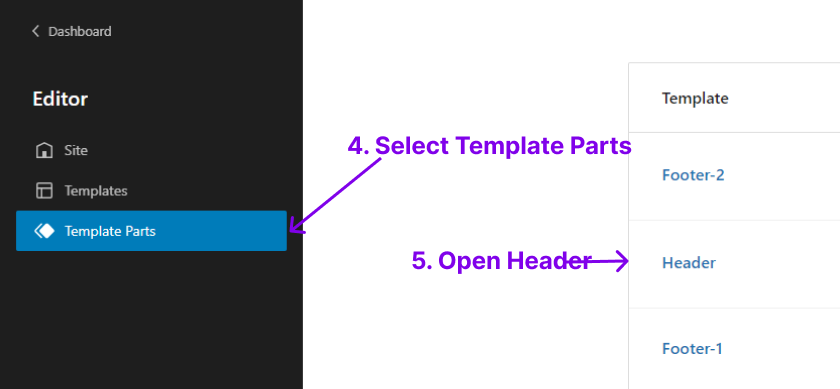 Dashboard
Editor
Site
Templates
Template Parts
4. Select Template Parts
5. Open Header
Template
Footer-2
Header
Footer-1